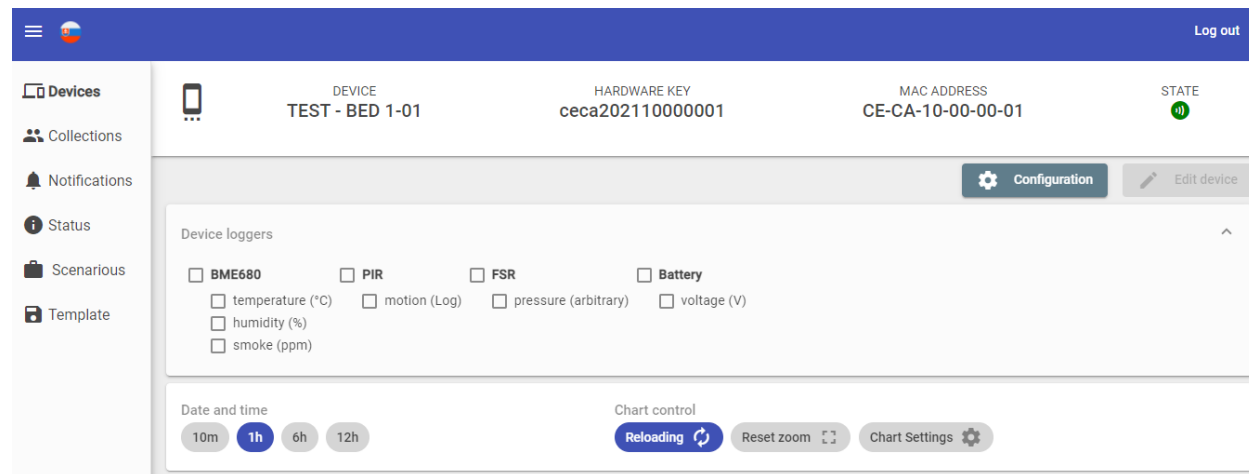 Log out
Devices
Collections
Notifications
Status
Scenarious
Template
DEVICE
TEST - BED 1-01
HARDWARE KEY
ceca202110000001
MAC ADDRESS
CE-CA-10-00-00-01
STATE
Configuration
Edit device
Device loggers
BME680
temperature (°C)
humidity (%)
smoke (ppm)
PIR
motion (Log)
FSR
pressure (arbitrary)
Battery
voltage (V)
Date and time
10m
1h
6h
12h
Chart control
Reloading
Reset zoom
Chart Settings